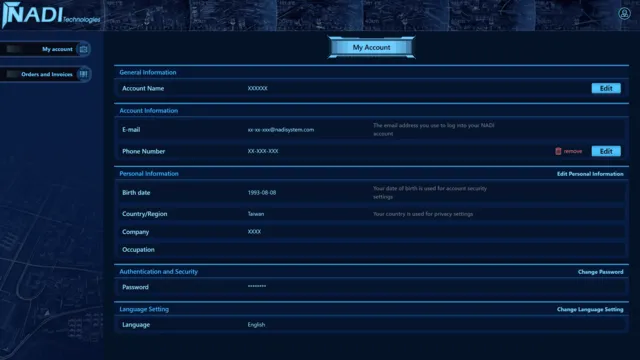 NADI Technologies
My account
Orders and Invoices
My Account
General Information
Account Name XXXXXX Edit
Account Information
E-mail xx-xx-xxx@nadisystem.com The email address you use to log into your NADI
account
Phone Number XX-XXX-XXX remove Edit
Personal Information Edit Personal Information
Birth date 1993-08-08 Your date of birth is used for account security
settings
Country/Region Taiwan Your country is used for privacy settings
Company XXXX
Occupation
Authentication and Security Change Password
Password ********
Language Setting Change Language Setting
Language English